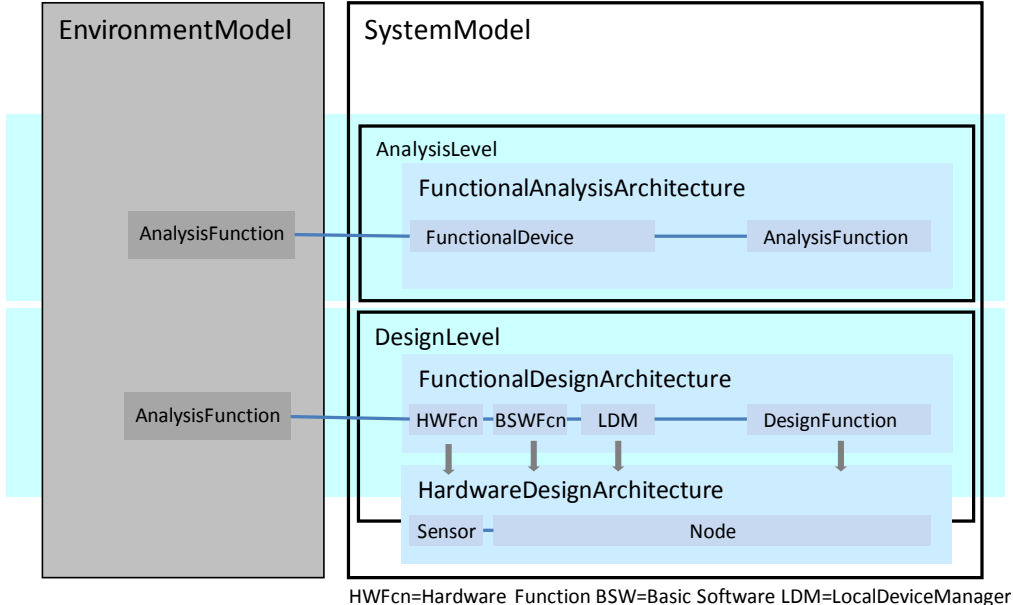 EnvironmentModel
SystemModel
AnalysisLevel
FunctionalAnalysisArchitecture
AnalysisFunction
FunctionalDevice
AnalysisFunction
DesignLevel
FunctionalDesignArchitecture
AnalysisFunction
HWFcn
BSWFcn
LDM
DesignFunction
HardwareDesignArchitecture
Sensor
Node
HWFcn=Hardware Function BSW=Basic Software LDM=LocalDeviceManager